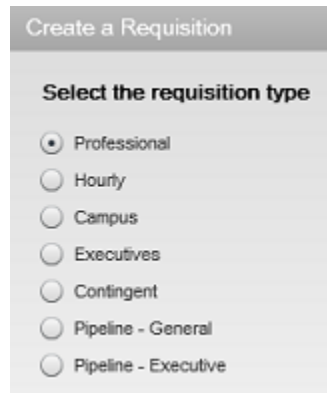 Create a Requisition
Select the requisition type
Professional
Hourly
Campus
Executives
Contingent
Pipeline - General
Pipeline - Executive